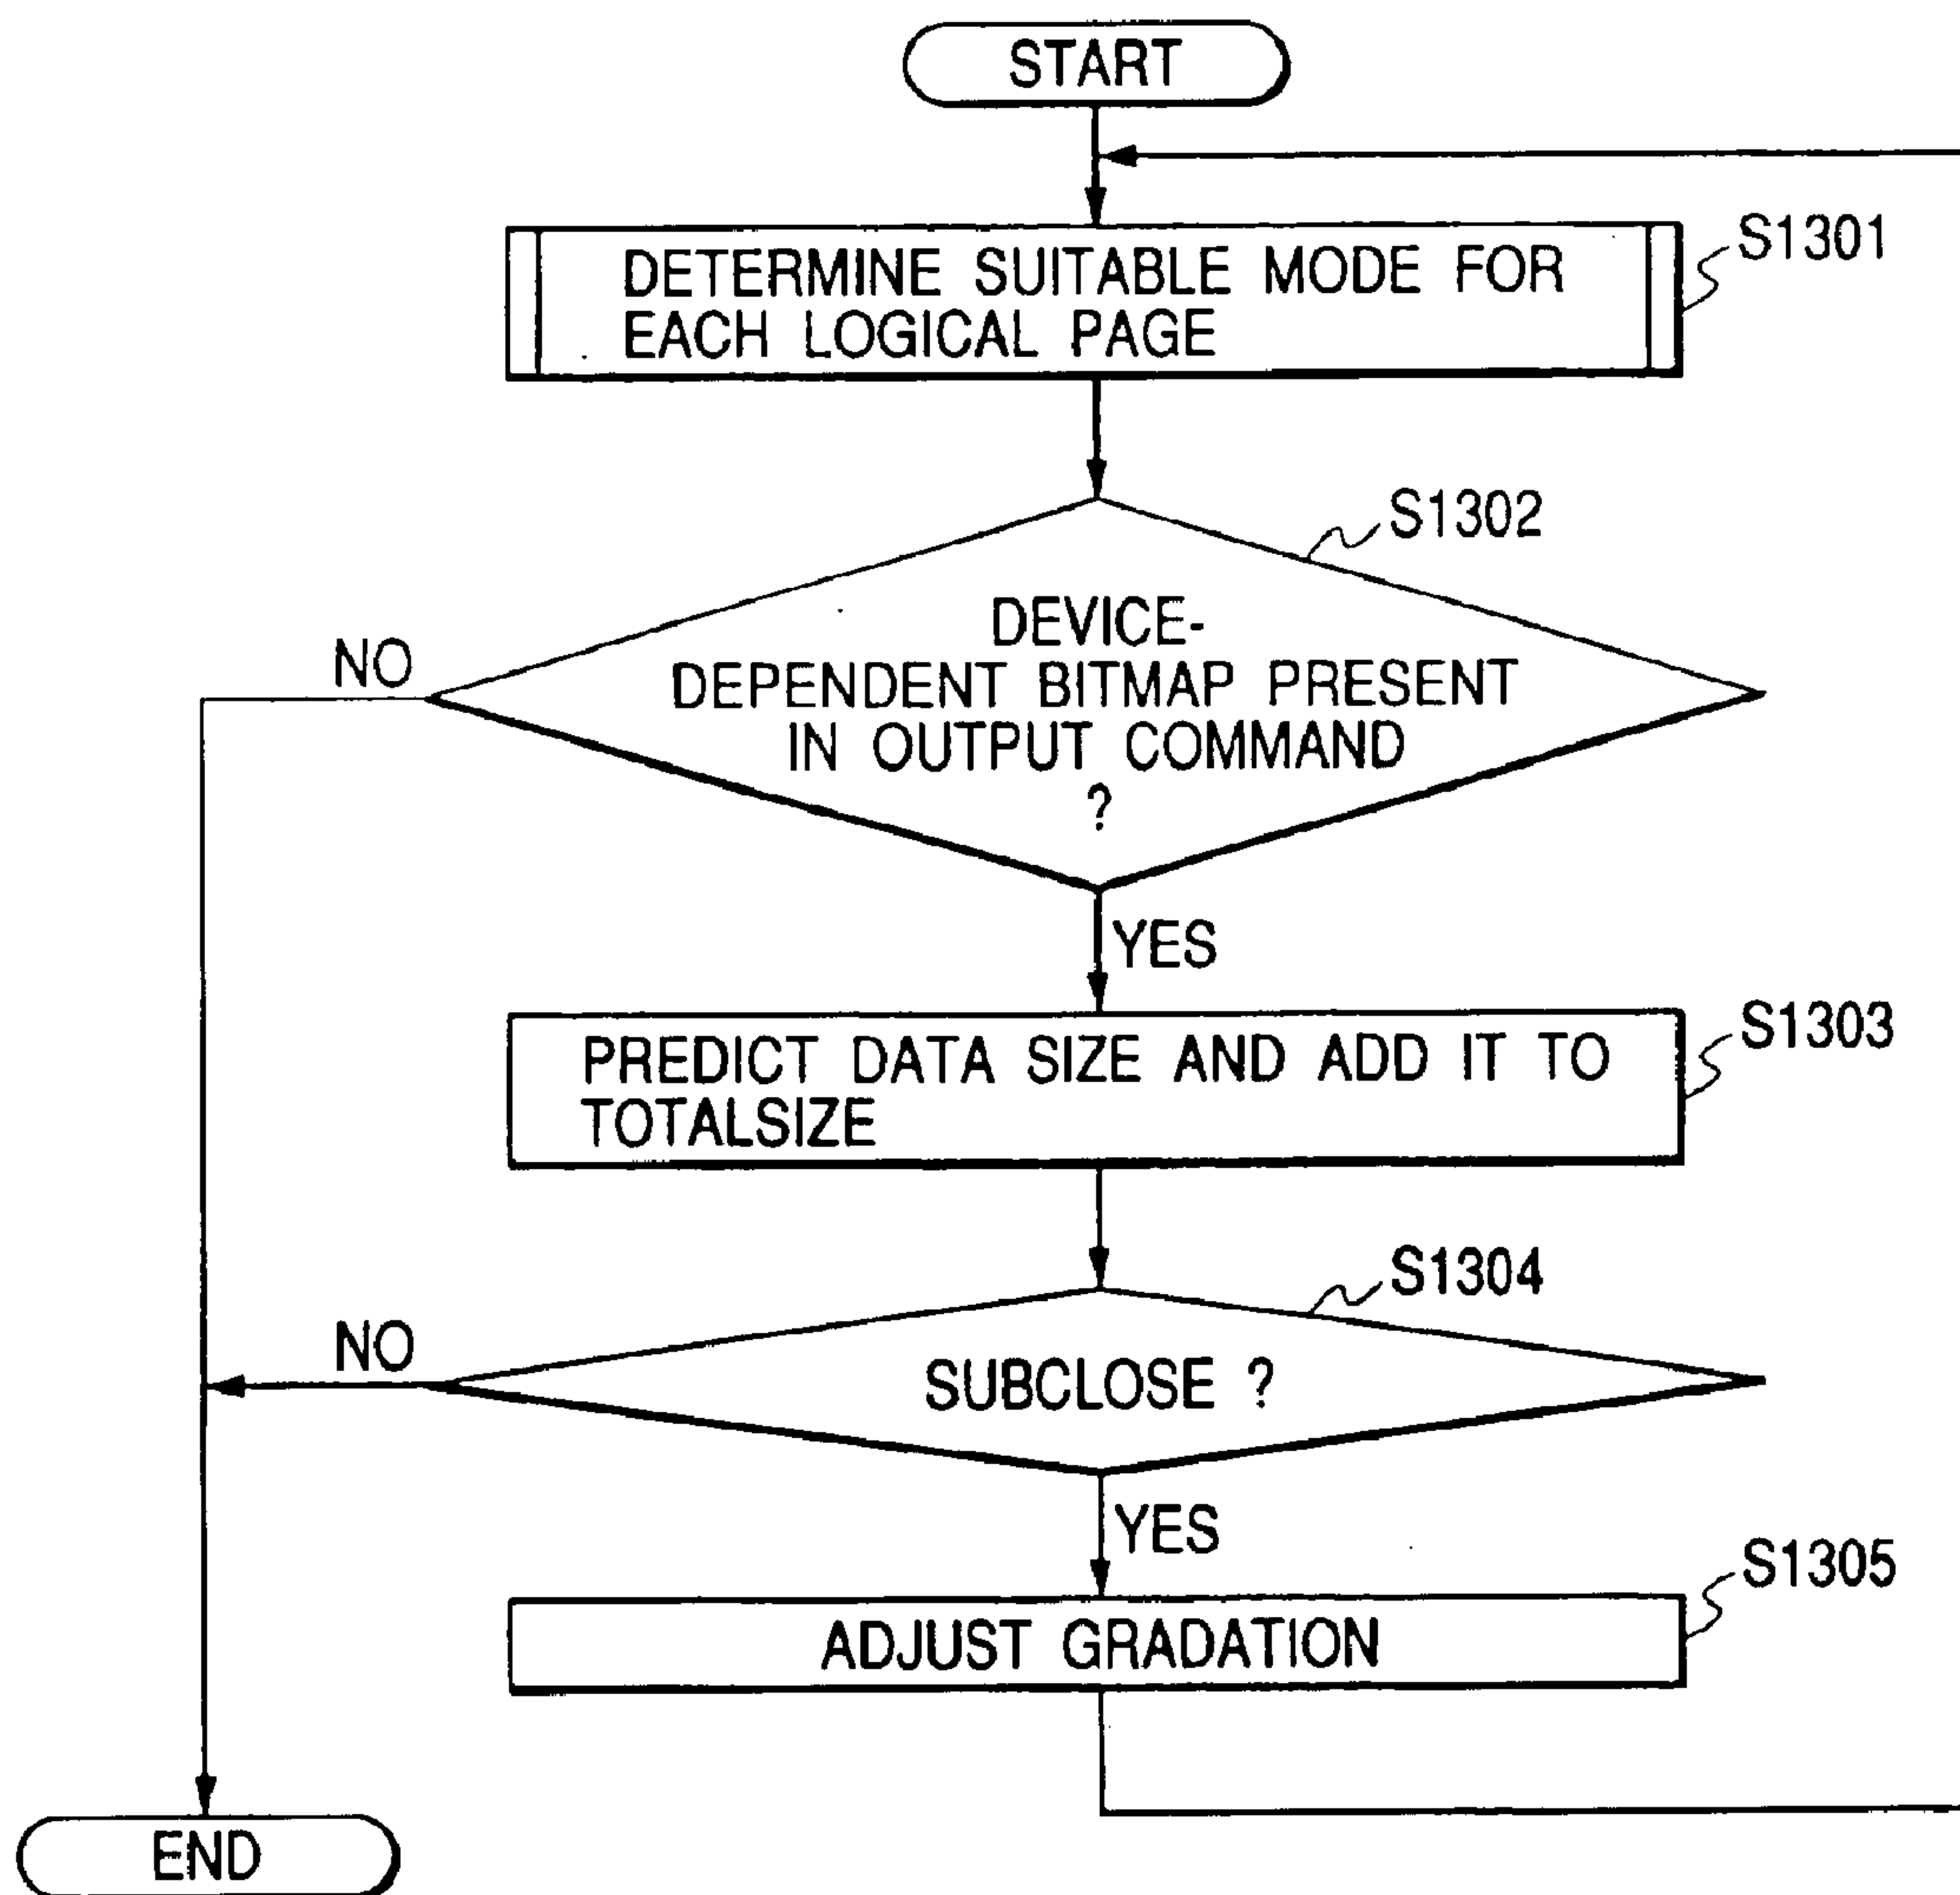 START
S1301
DETERMINE SUITABLE MODE FOR
EACH LOGICAL PAGE
S1302
DEVICE-
DEPENDENT BITMAP PRESENT
IN OUTPUT COMMAND
?
NO
YES
S1303
PREDICT DATA SIZE AND ADD IT TO
TOTALSIZE
S1304
SUBCLOSE ?
NO
YES
S1305
ADJUST GRADATION
END